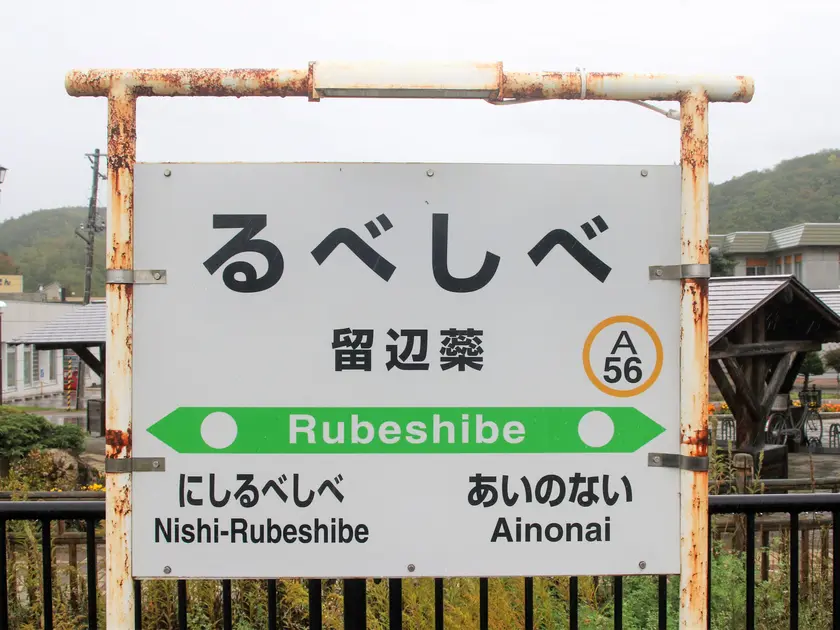 るべしべ
留辺蘂
A
56
Rubeshibe
にしるべしべ
あいのない
Nishi-Rubeshibe
Ainonai